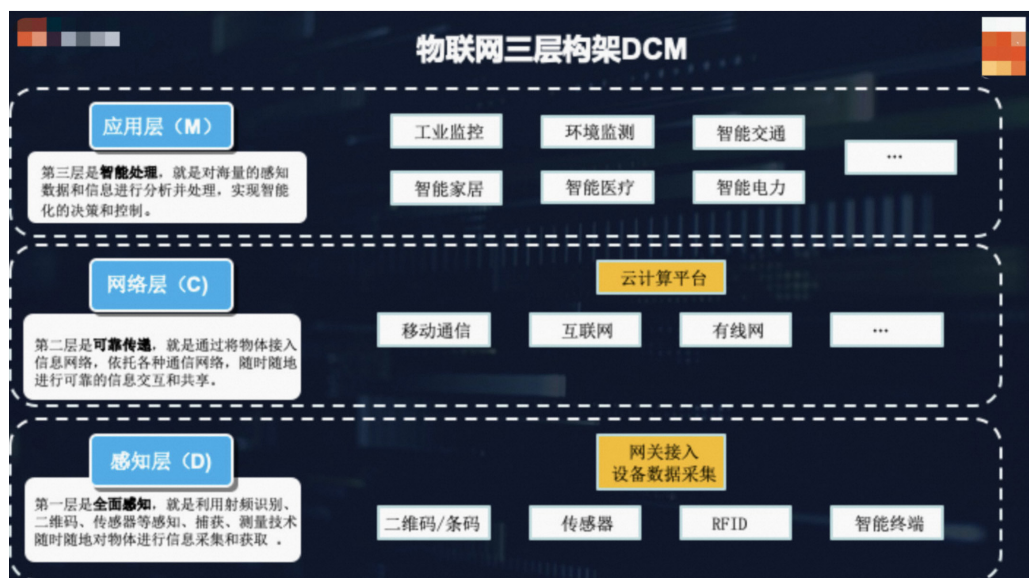 物联网三层构架DCM
应用层（M）
第三层是智能处理，就是对海量的感知
数据和信息进行分析并处理，实现智能
化的决策和控制。
工业监控
环境监测
智能交通
…
智能家居
智能医疗
智能电力
网络层（C)
第二层是可靠传递，就是通过将物体接入
信息网络，依托各种通信网络，随时随地
进行可靠的信息交互和共享。
云计算平台
移动通信
互联网
有线网
…
感知层（D)
第一层是全面感知，就是利用射频识别、
二维码、传感器等感知、捕获、测量技术
随时随地对物体进行信息采集和获取 。
网关接入
设备数据采集
二维码/条码
传感器
RFID
智能终端